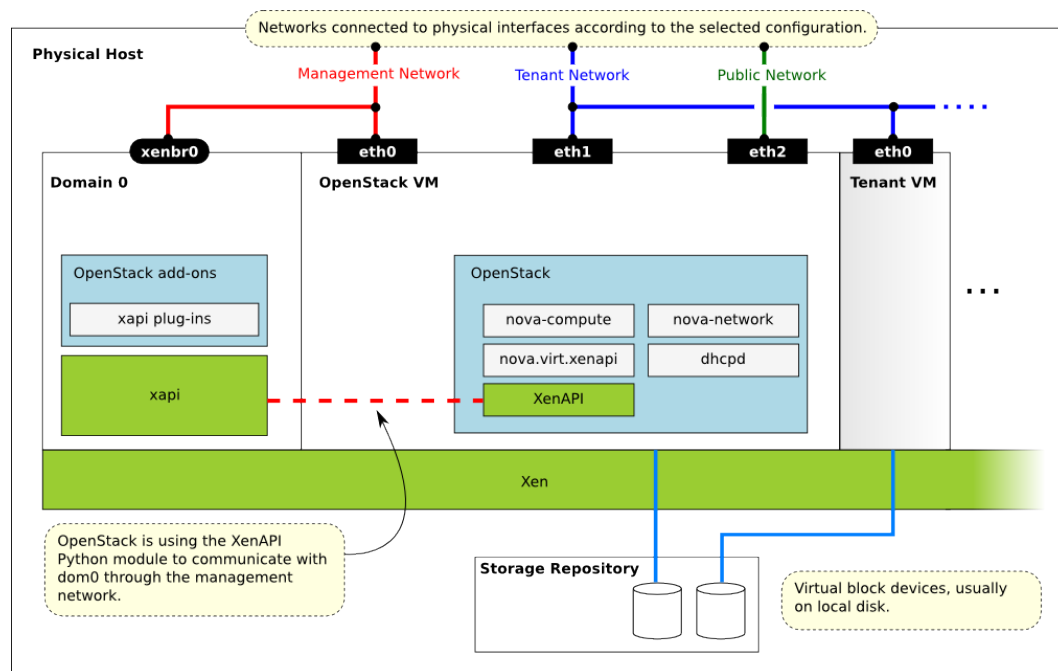 Networks connected to physical interfaces according to the selected configuration.
Physical Host
Management Network
Tenant Network
Public Network
xenbr0
eth0
eth1
eth2
eth0
Domain 0
OpenStack VM
Tenant VM
OpenStack add-ons
xapi plug-ins
xapi
OpenStack
nova-compute
nova-network
nova.virt.xenapi
dhcpd
XenAPI
...
Xen
OpenStack is using the XenAPI
Python module to communicate with
dom0 through the management
network.
Storage Repository
Virtual block devices, usually
on local disk.